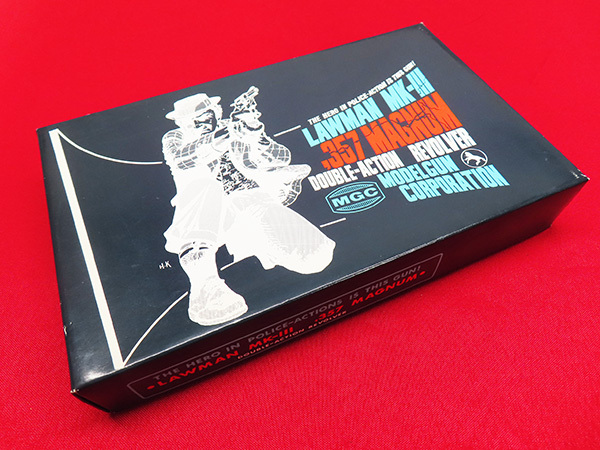 THE HERO IN POLICE-ACTION IS THIS GUN!
LAWMAN MK-III
.357 MAGNUM
DOUBLE-ACTION REVOLVER
MGC
MODELGUN
CORPORATION
H.K
THE HERO IN POLICE-ACTIONS IS THIS GUN!
LAWMAN MK-III .357 MAGNUM
DOUBLE-ACTION REVOLVER